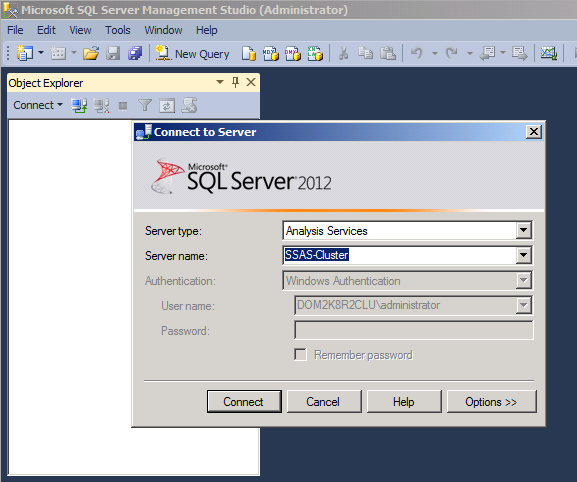 Microsoft SQL Server Management Studio (Administrator)
File Edit View Tools Window Help
New Query
Object Explorer
Connect
Connect to Server
Microsoft®
SQL Server® 2012
Server type: Analysis Services
Server name: SSAS-Cluster
Authentication: Windows Authentication
User name: DOM2K8R2CLU\administrator
Password:
Remember password
Connect Cancel Help Options >>